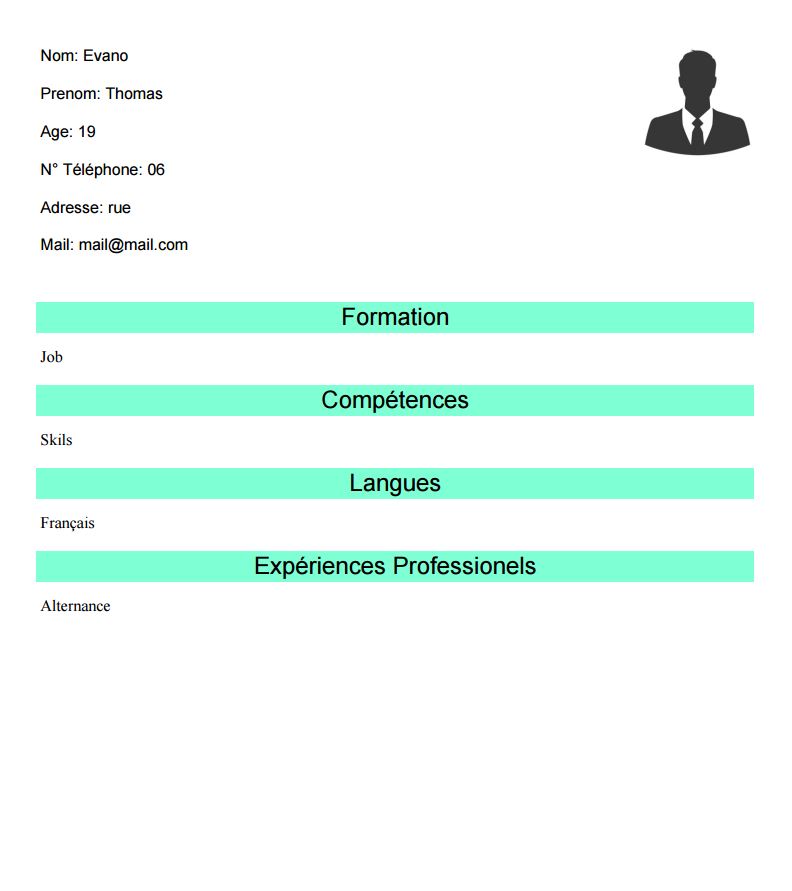 Nom: Evano
Prenom: Thomas
Age: 19
N° Téléphone: 06
Adresse: rue
Mail: mail@mail.com
Formation
Job
Compétences
Skils
Langues
Français
Expériences Professionels
Alternance